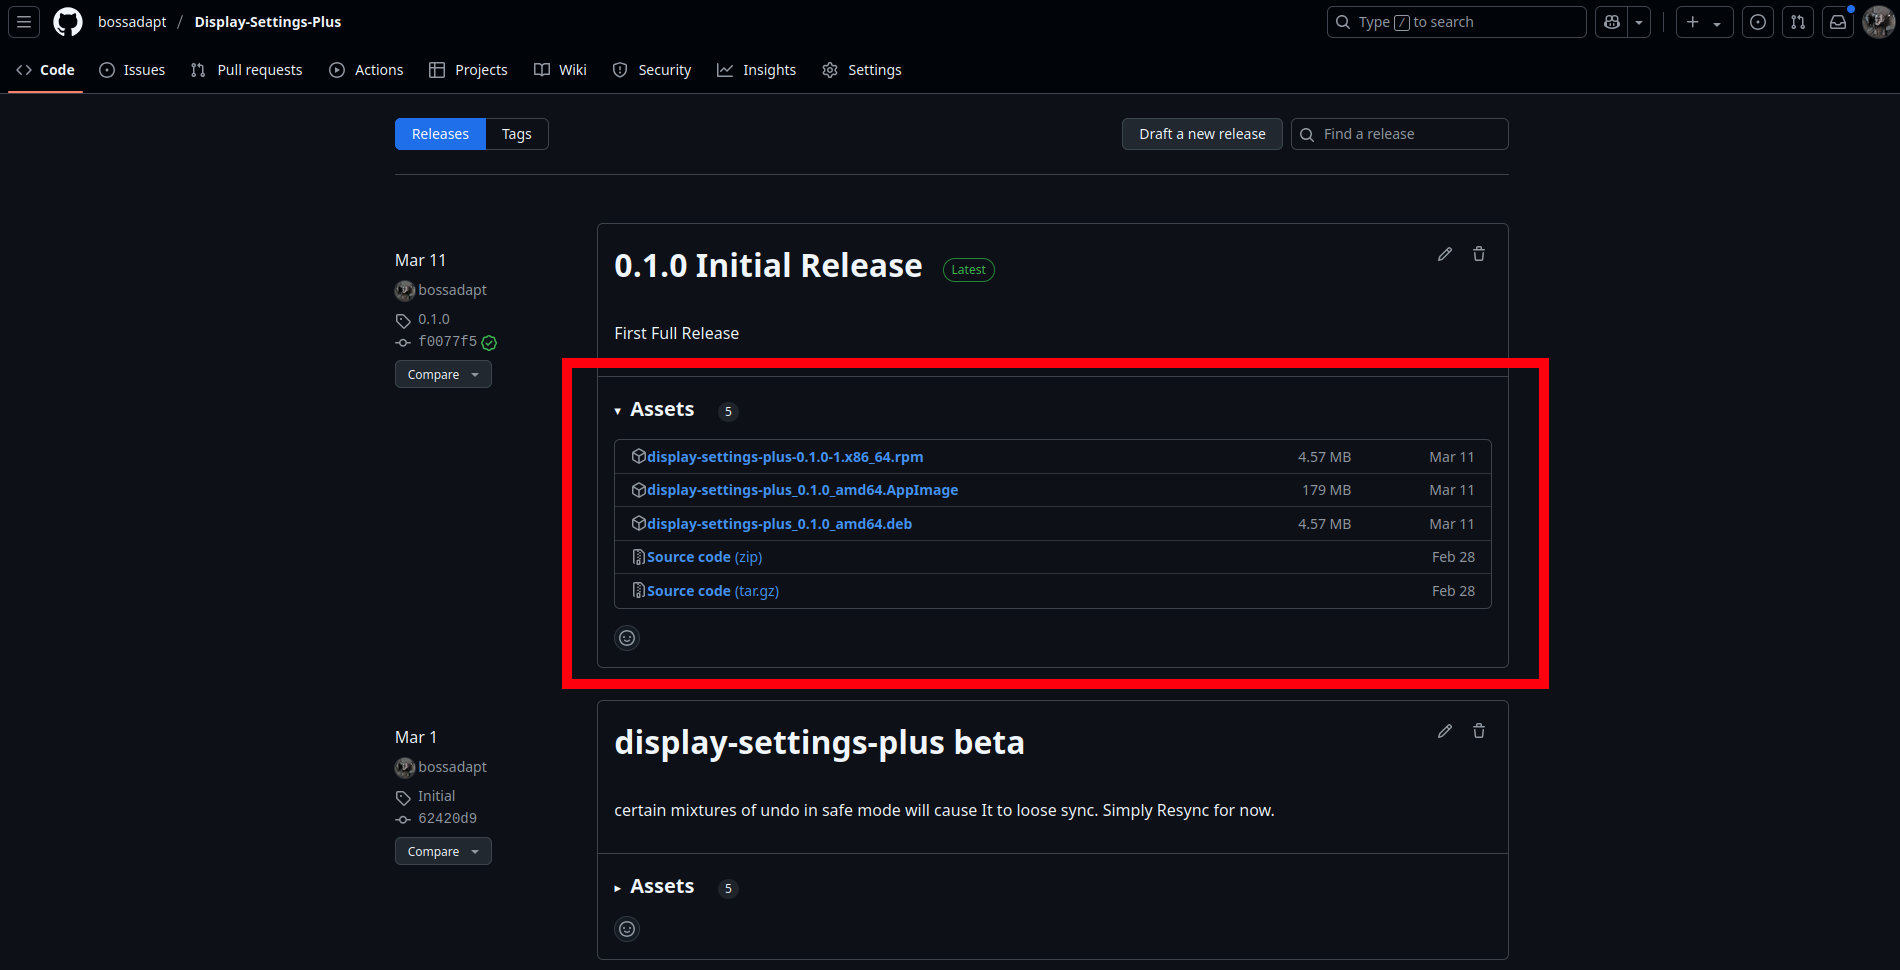 bossadapt / Display-Settings-Plus
Type / to search
Code Issues Pull requests Actions Projects Wiki Security Insights Settings
Releases Tags
Draft a new release
Find a release
Mar 11
bossadapt
0.1.0
f0077f5
Compare
0.1.0 Initial Release Latest
First Full Release
Assets 5
display-settings-plus-0.1.0-1.x86_64.rpm 4.57 MB Mar 11
display-settings-plus_0.1.0_amd64.AppImage 179 MB Mar 11
display-settings-plus_0.1.0_amd64.deb 4.57 MB Mar 11
Source code (zip) Feb 28
Source code (tar.gz) Feb 28
Mar 1
bossadapt
Initial
62420d9
Compare
display-settings-plus beta
certain mixtures of undo in safe mode will cause It to loose sync. Simply Resync for now.
Assets 5